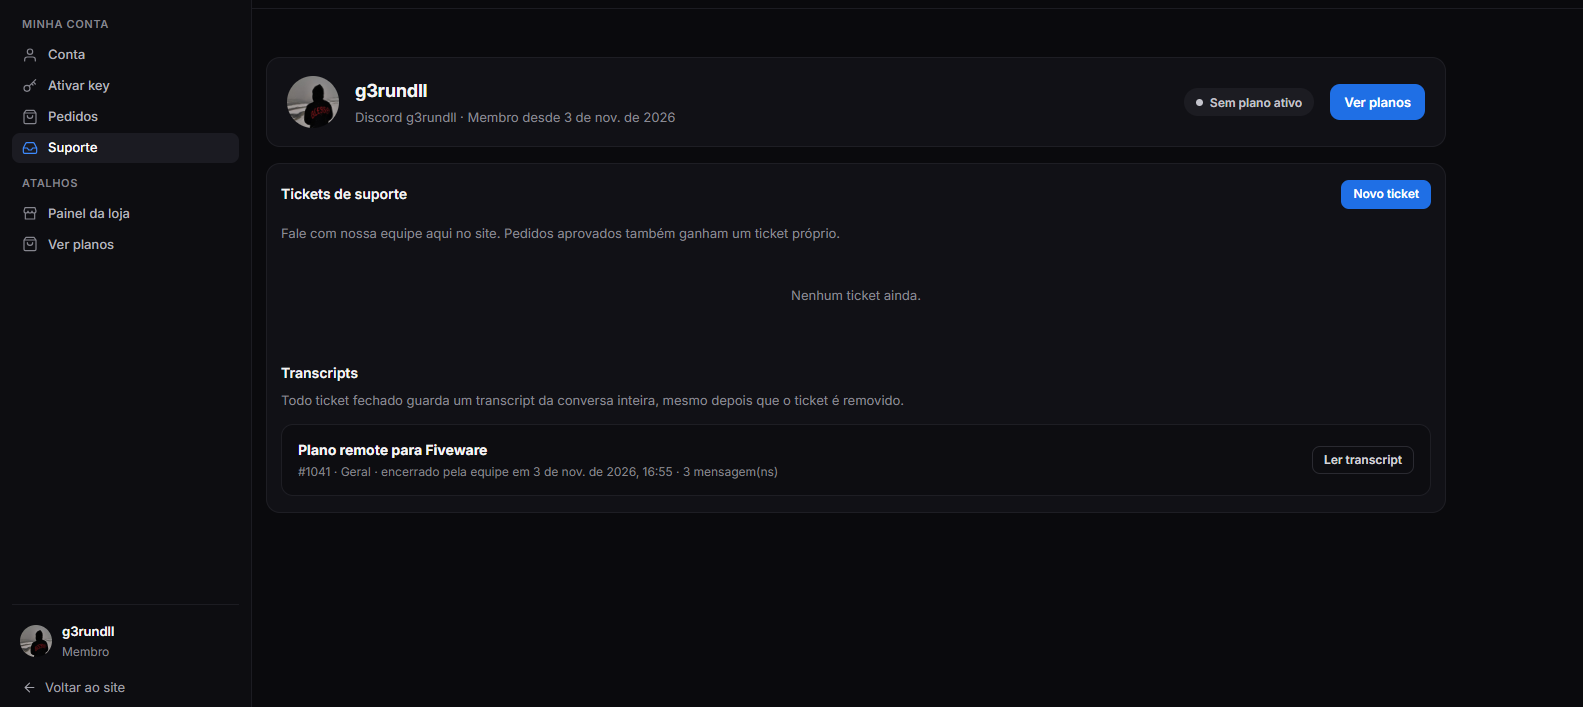 MINHA CONTA
Conta
Ativar key
Pedidos
Suporte
ATALHOS
Painel da loja
Ver planos
g3rundll
Membro
Voltar ao site
g3rundll
Discord g3rundll · Membro desde 3 de nov. de 2026
Sem plano ativo
Ver planos
Tickets de suporte
Novo ticket
Fale com nossa equipe aqui no site. Pedidos aprovados também ganham um ticket próprio.
Nenhum ticket ainda.
Transcripts
Todo ticket fechado guarda um transcript da conversa inteira, mesmo depois que o ticket é removido.
Plano remote para Fiveware
#1041 · Geral · encerrado pela equipe em 3 de nov. de 2026, 16:55 · 3 mensagem(ns)
Ler transcript